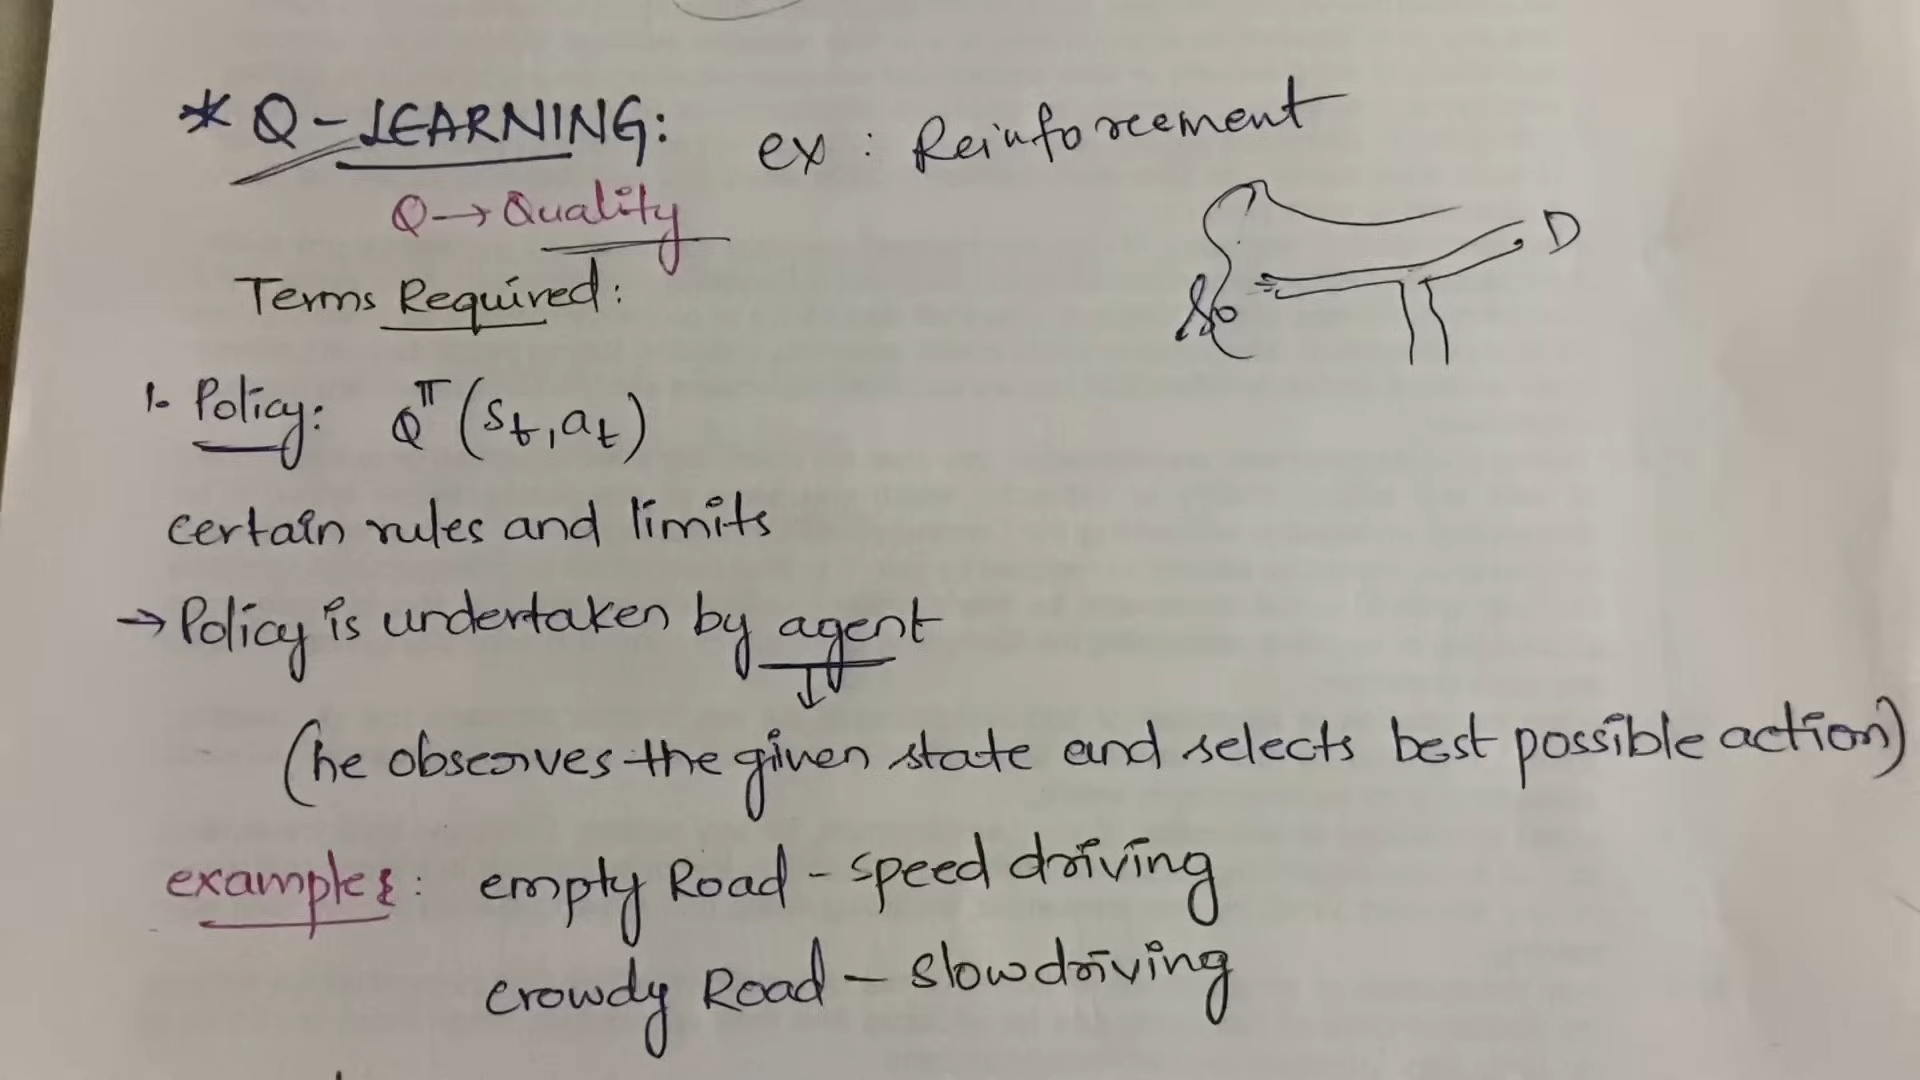 * Q-LEARNING: ex: Reinforcement
Q→Quality
D
So
Terms Required:
1. Policy: Q^π (s_t, a_t)
certain rules and limits
→ Policy is undertaken by agent
↓
(he observes the given state and selects best possible action)
examples: empty Road - speed driving
crowdy Road - slow driving